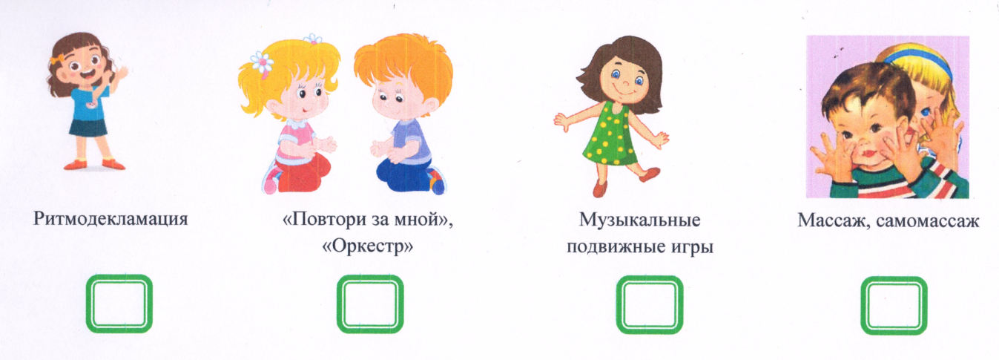 Ритмодекламация
«Повтори за мной»,
«Оркестр»
Музыкальные
подвижные игры
Массаж, самомассаж